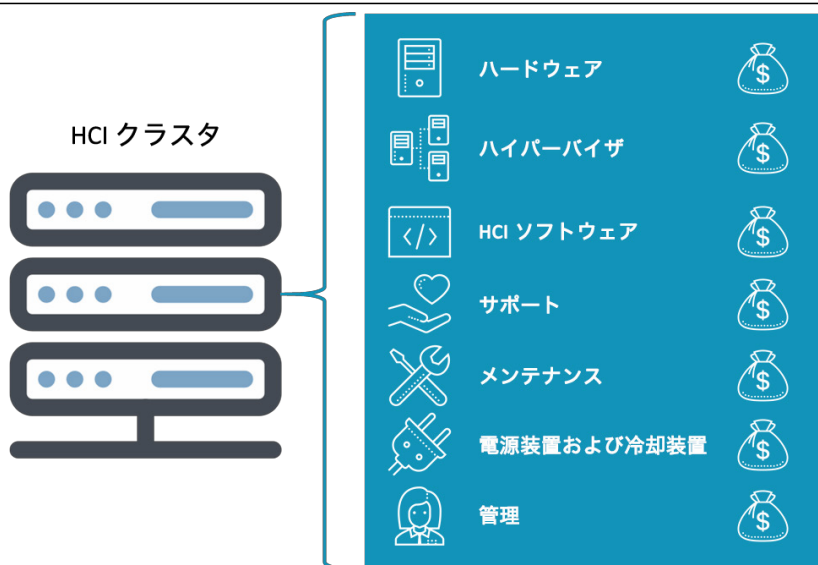 HCI クラスタ
ハードウェア
$
ハイパーバイザ
$
</>
HCI ソフトウェア
$
サポート
$
メンテナンス
$
電源装置および冷却装置
$
管理
$